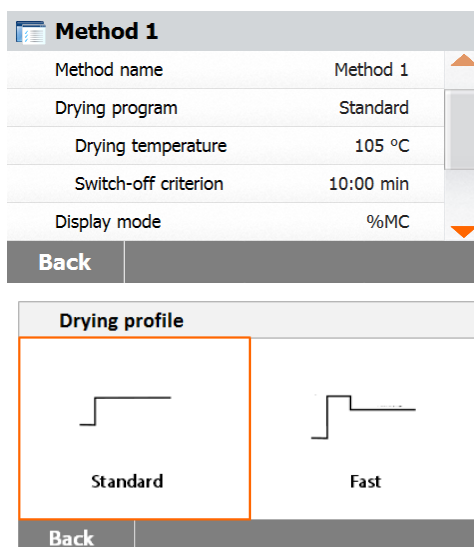 Method 1
Method name Method 1
Drying program Standard
Drying temperature 105 °C
Switch-off criterion 10:00 min
Display mode %MC
Back
Drying profile
Standard Fast
Back